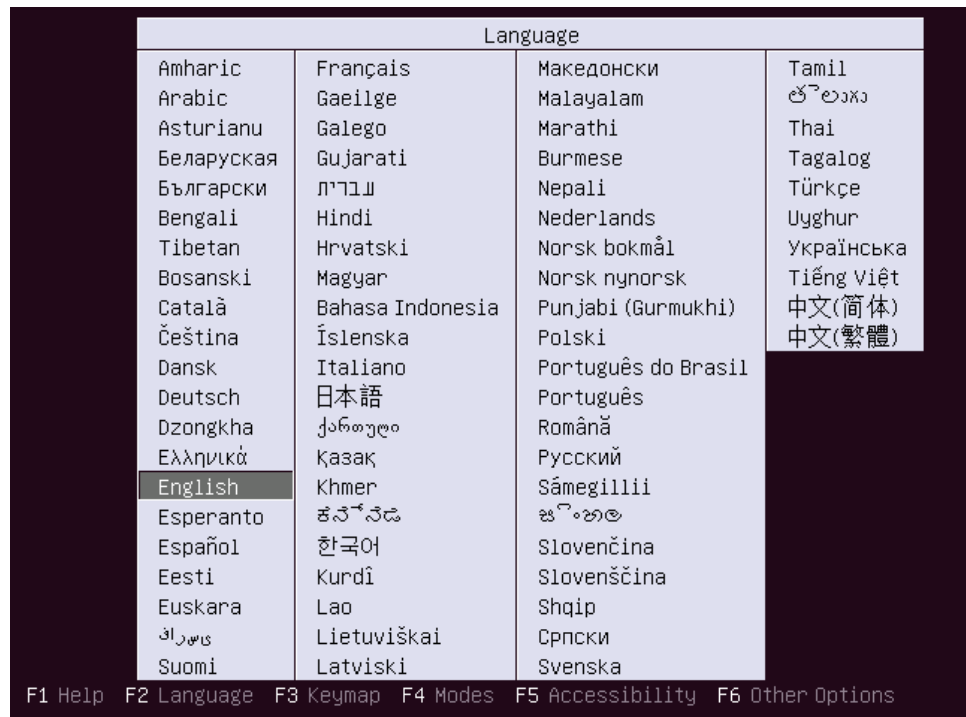 Language
Amharic
Arabic
Asturianu
Беларуская
Български
Bengali
Tibetan
Bosanski
Català
Čeština
Dansk
Deutsch
Dzongkha
Ελληνικά
English
Esperanto
Español
Eesti
Euskara
فارسی
Suomi
Français
Gaeilge
Galego
Gujarati
עברית
Hindi
Hrvatski
Magyar
Bahasa Indonesia
Íslenska
Italiano
日本語
ქართული
Қазақ
Khmer
ಕನ್ನಡ
한국어
Kurdî
Lao
Lietuviškai
Latviski
Македонски
Malayalam
Marathi
Burmese
Nepali
Nederlands
Norsk bokmål
Norsk nynorsk
Punjabi (Gurmukhi)
Polski
Português do Brasil
Português
Română
Русский
Sámegillii
සිංහල
Slovenčina
Slovenščina
Shqip
Српски
Svenska
Tamil
తెలుగు
Thai
Tagalog
Türkçe
Uyghur
Українська
Tiếng Việt
中文(简体)
中文(繁體)
F1 Help F2 Language F3 Keymap F4 Modes F5 Accessibility F6 Other Options